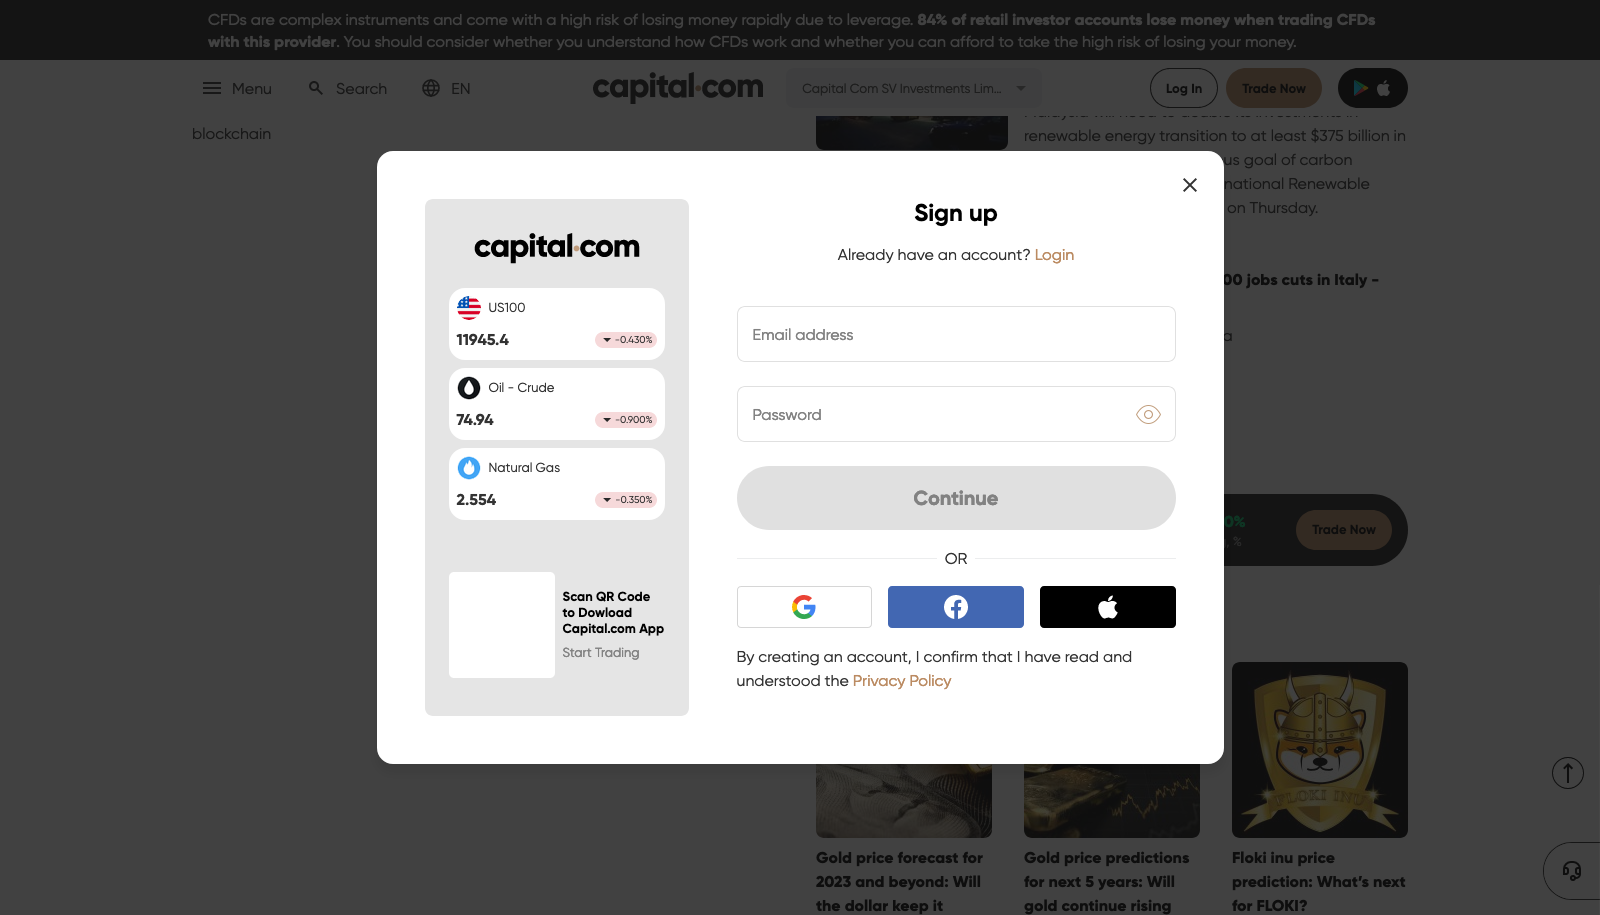 CFDs are complex instruments and come with a high risk of losing money rapidly due to leverage. 84% of retail investor accounts lose money when trading CFDs
with this provider. You should consider whether you understand how CFDs work and whether you can afford to take the high risk of losing your money.
Menu
Search
EN
capital.com
Capital Com SV Investments Lim...
Log In
Trade Now
blockchain
renewable energy transition to at least $375 billion in
us goal of carbon
national Renewable
on Thursday.
00 jobs cuts in Italy -
Sign up
Already have an account? Login
Email address
Password
Continue
OR
By creating an account, I confirm that I have read and
understood the Privacy Policy
capital.com
US100
11945.4
-0.430%
Oil - Crude
74.94
-0.900%
Natural Gas
2.554
-0.350%
Scan QR Code
to Dowload
Capital.com App
Start Trading
0%
%
Trade Now
FLOKI INU
Gold price forecast for
2023 and beyond: Will
the dollar keep it
Gold price predictions
for next 5 years: Will
gold continue rising
Floki inu price
prediction: What's next
for FLOKI?